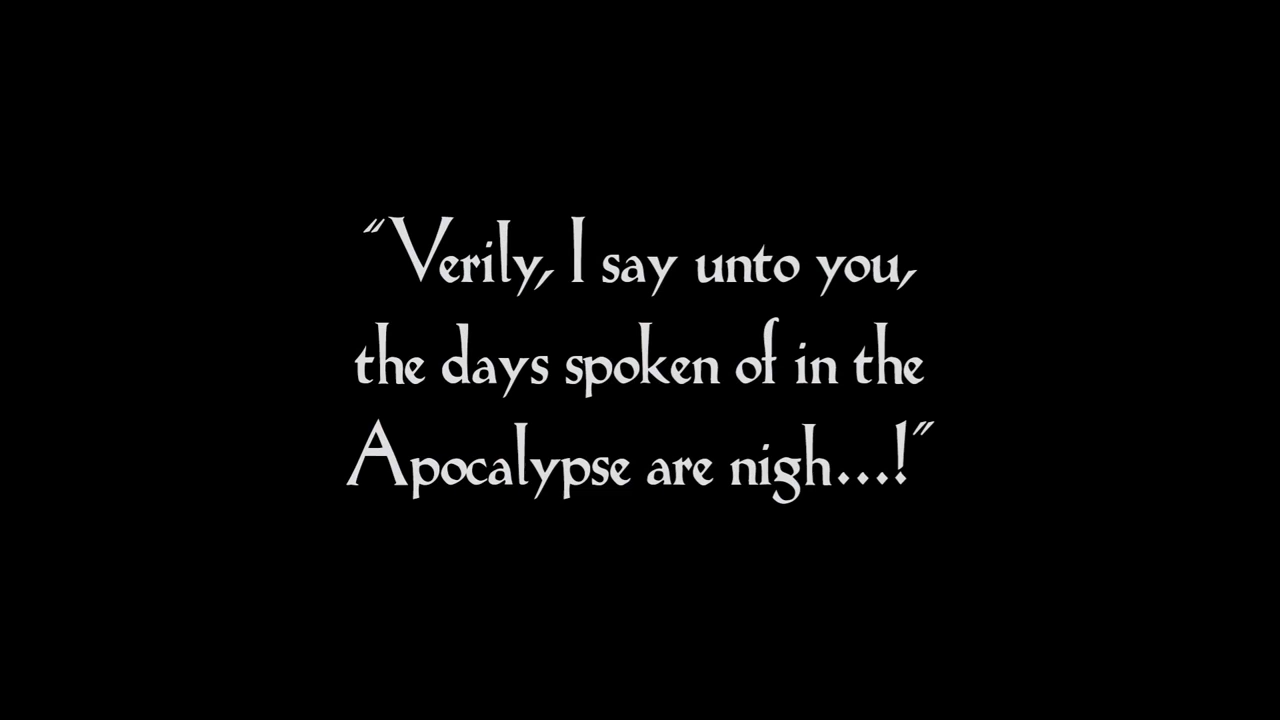 “Verily, I say unto you,
the days spoken of in the
Apocalypse are nigh...!”